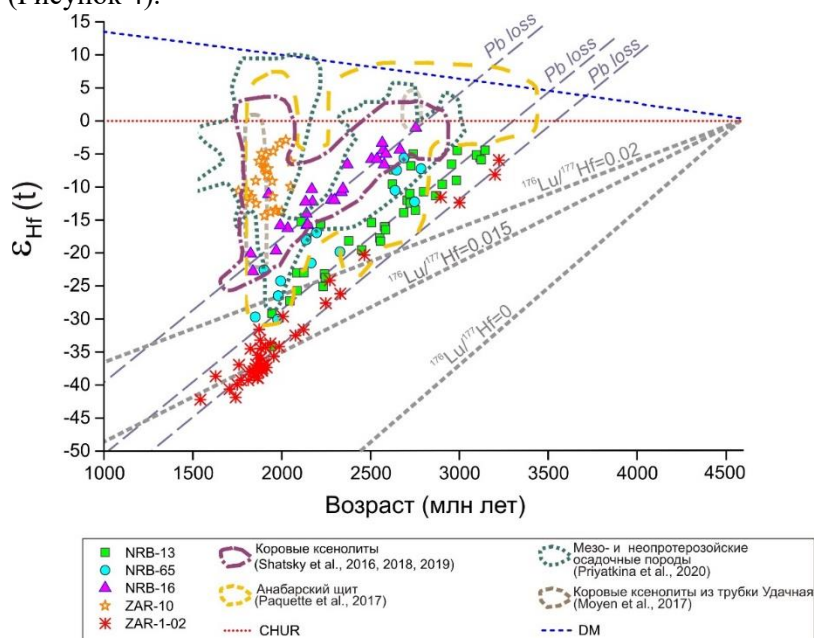 (Рисунок 4).
15
10
5
0
-5
-10
-15
-20
-25
-30
-35
-40
-45
-50
εHf(t)
Pb loss
Pb loss
Pb loss
¹⁷⁶Lu/¹⁷⁷Hf=0.02
¹⁷⁶Lu/¹⁷⁷Hf=0.015
¹⁷⁶Lu/¹⁷⁷Hf=0
1000 1500 2000 2500 3000 3500 4000 4500
Возраст (млн лет)
NRB-13
NRB-65
NRB-16
ZAR-10
ZAR-1-02
Коровые ксенолиты
(Shatsky et al., 2016, 2018, 2019)
Анабарский щит
(Paquette et al., 2017)
CHUR
Мезо- и неопротерозойские
осадочные породы
(Priyatkina et al., 2020)
Коровые ксенолиты из трубки Удачная
(Moyen et al., 2017)
DM